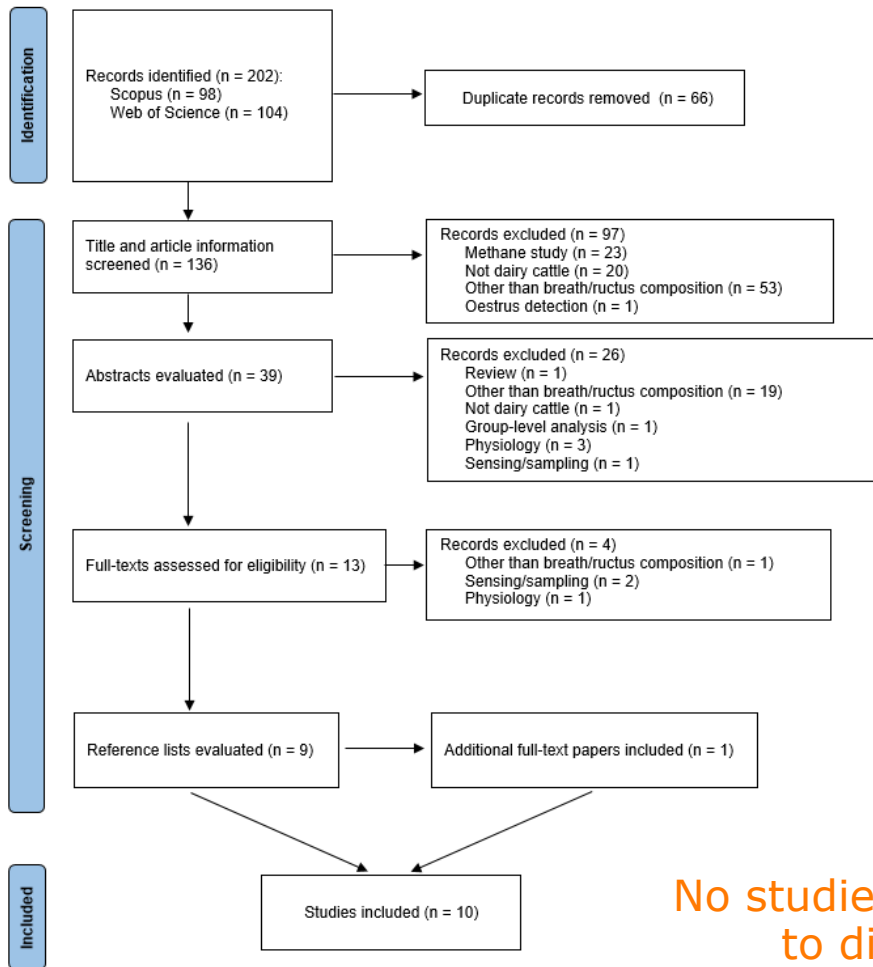 Identification
Records identified (n = 202):
Scopus (n = 98)
Web of Science (n = 104)
Duplicate records removed (n = 66)
Screening
Title and article information
screened (n = 136)
Records excluded (n = 97)
Methane study (n = 23)
Not dairy cattle (n = 20)
Other than breath/ructus composition (n = 53)
Oestrus detection (n = 1)
Abstracts evaluated (n = 39)
Records excluded (n = 26)
Review (n = 1)
Other than breath/ructus composition (n = 19)
Not dairy cattle (n = 1)
Group-level analysis (n = 1)
Physiology (n = 3)
Sensing/sampling (n = 1)
Full-texts assessed for eligibility (n = 13)
Records excluded (n = 4)
Other than breath/ructus composition (n = 1)
Sensing/sampling (n = 2)
Physiology (n = 1)
Reference lists evaluated (n = 9)
Additional full-text papers included (n = 1)
Included
Studies included (n = 10)
No studie
to di